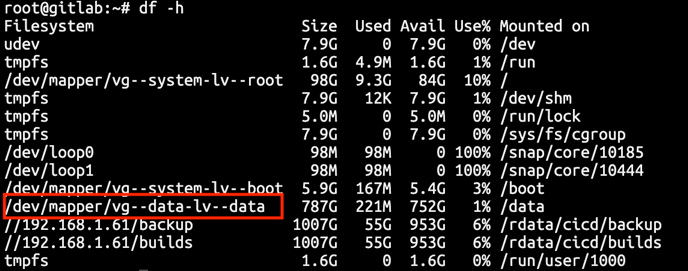 root@gitlab:~# df -h
Filesystem Size Used Avail Use% Mounted on
udev 7.9G 0 7.9G 0% /dev
tmpfs 1.6G 4.9M 1.6G 1% /run
/dev/mapper/vg--system-lv--root 98G 9.3G 84G 10% /
tmpfs 7.9G 12K 7.9G 1% /dev/shm
tmpfs 5.0M 0 5.0M 0% /run/lock
tmpfs 7.9G 0 7.9G 0% /sys/fs/cgroup
/dev/loop0 98M 98M 0 100% /snap/core/10185
/dev/loop1 98M 98M 0 100% /snap/core/10444
/dev/mapper/vg--system-lv--boot 5.9G 167M 5.4G 3% /boot
/dev/mapper/vg--data-lv--data 787G 221M 752G 1% /data
//192.168.1.61/backup 1007G 55G 953G 6% /rdata/cicd/backup
//192.168.1.61/builds 1007G 55G 953G 6% /rdata/cicd/builds
tmpfs 1.6G 0 1.6G 0% /run/user/1000